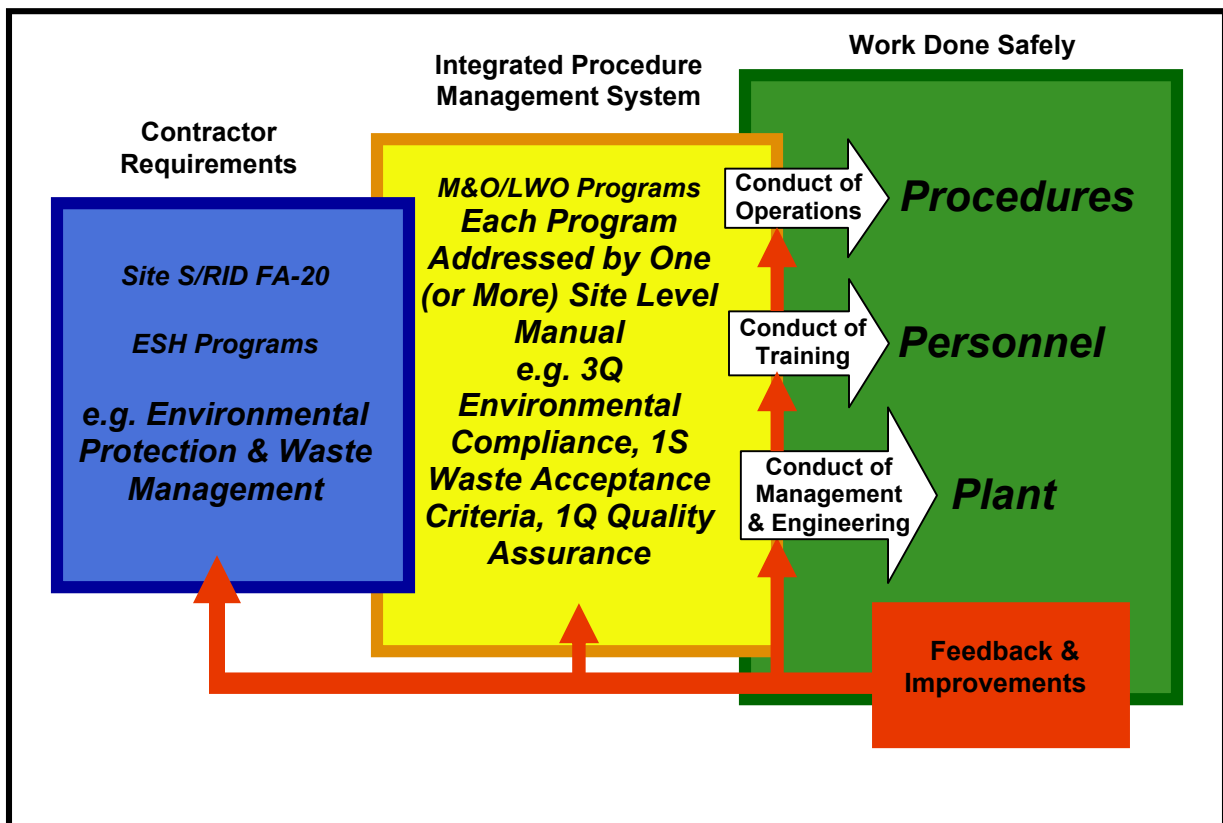 Contractor
Requirements
Site S/RID FA-20
ESH Programs
e.g. Environmental
Protection & Waste
Management
Integrated Procedure
Management System
M&O/LWO Programs
Each Program
Addressed by One
(or More) Site Level
Manual
e.g. 3Q
Environmental
Compliance, 1S
Waste Acceptance
Criteria, 1Q Quality
Assurance
Work Done Safely
Conduct of
Operations
Procedures
Conduct of
Training
Personnel
Conduct of
Management
& Engineering
Plant
Feedback &
Improvements